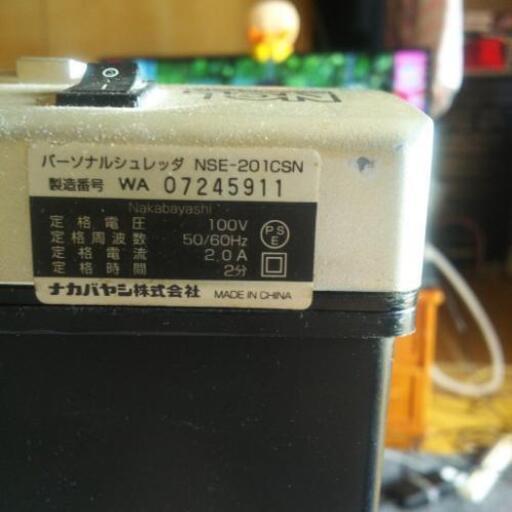 パーソナルシュレッダ NSE-201CSN
製造番号 WA 07245911
Nakabayashi
定格電圧 100V
定格周波数 50/60Hz
定格電流 2.0A
定格時間 2分
PSE
ナカバヤシ株式会社 MADE IN CHINA